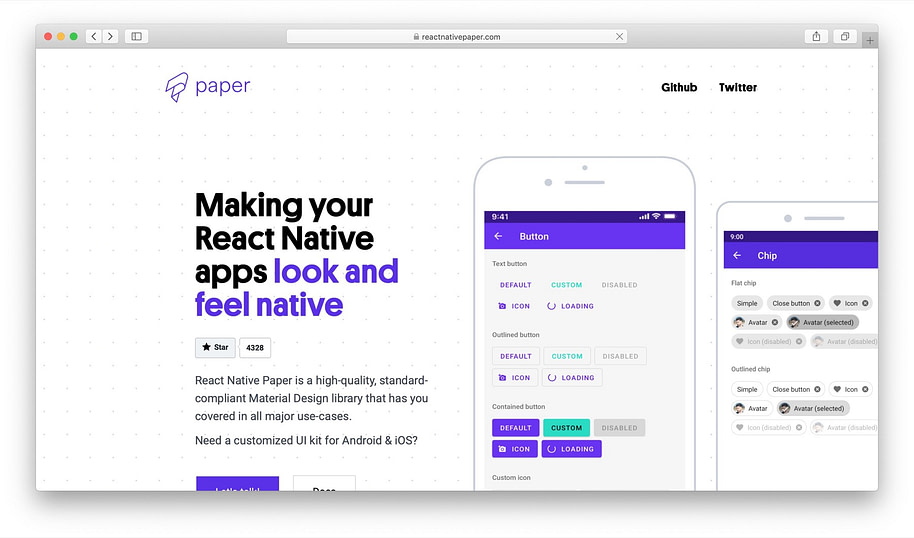 reactnativepaper.com
paper
Github
Twitter
Making your
React Native
apps look and
feel native
Star
4328
React Native Paper is a high-quality, standard-
compliant Material Design library that has you
covered in all major use-cases.
Need a customized UI kit for Android & iOS?
Let's talk!
Docs
9:41
Button
Text button
DEFAULT CUSTOM DISABLED
ICON LOADING
Outlined button
DEFAULT CUSTOM DISABLED
ICON LOADING
Contained button
DEFAULT CUSTOM DISABLED
ICON LOADING
Custom icon
9:00
Chip
Flat chip
Simple Close button Icon
Avatar Avatar (selected)
Icon (disabled) Avatar (disabled)
Outlined chip
Simple Close button Icon
Avatar Avatar (selected)
Icon (disabled) Avatar (disabled)